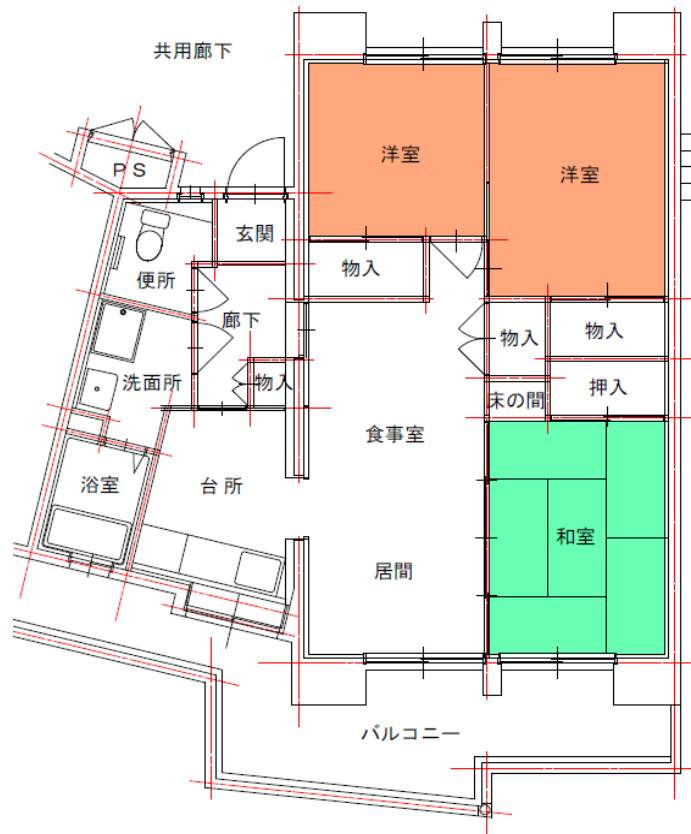 共用廊下
洋室
洋室
PS
玄関
物入
便所
廊下
物入
物入
洗面所
物入
押入
床の間
食事室
浴室
台所
和室
居間
バルコニー